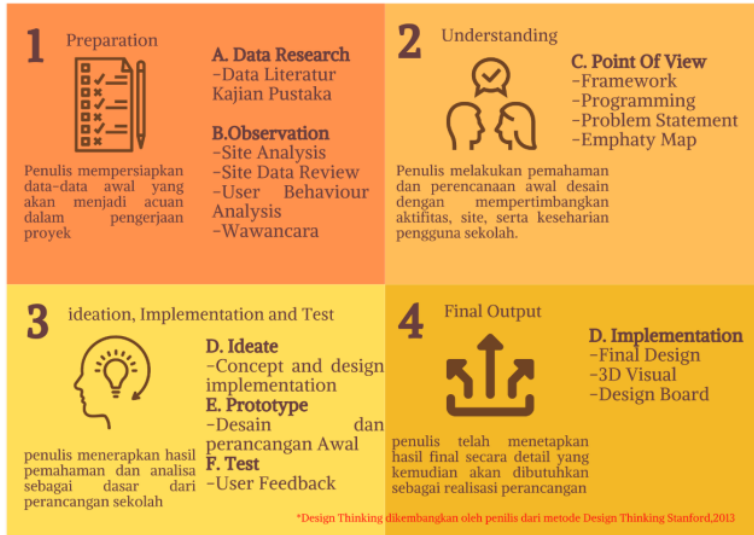 1
Preparation
A. Data Research
-Data Literatur
Kajian Pustaka
B.Observation
-Site Analysis
-Site Data Review
-User Behaviour
Analysis
-Wawancara
Penulis mempersiapkan
data-data awal yang
akan menjadi acuan
dalam pengerjaan
proyek
2
Understanding
C. Point Of View
-Framework
-Programming
-Problem Statement
-Emphaty Map
Penulis melakukan pemahaman
dan perencanaan awal desain
dengan mempertimbangkan
aktifitas, site, serta keseharian
pengguna sekolah.
3
ideation, Implementation and Test
D. Ideate
-Concept and design
implementation
E. Prototype
-Desain dan
perancangan Awal
F. Test
-User Feedback
penulis menerapkan hasil
pemahaman dan analisa
sebagai dasar dari
perancangan sekolah
4
Final Output
D. Implementation
-Final Design
-3D Visual
-Design Board
penulis telah menetapkan
hasil final secara detail yang
kemudian akan dibutuhkan
sebagai realisasi perancangan
*Design Thinking dikembangkan oleh penilis dari metode Design Thinking Stanford,2013